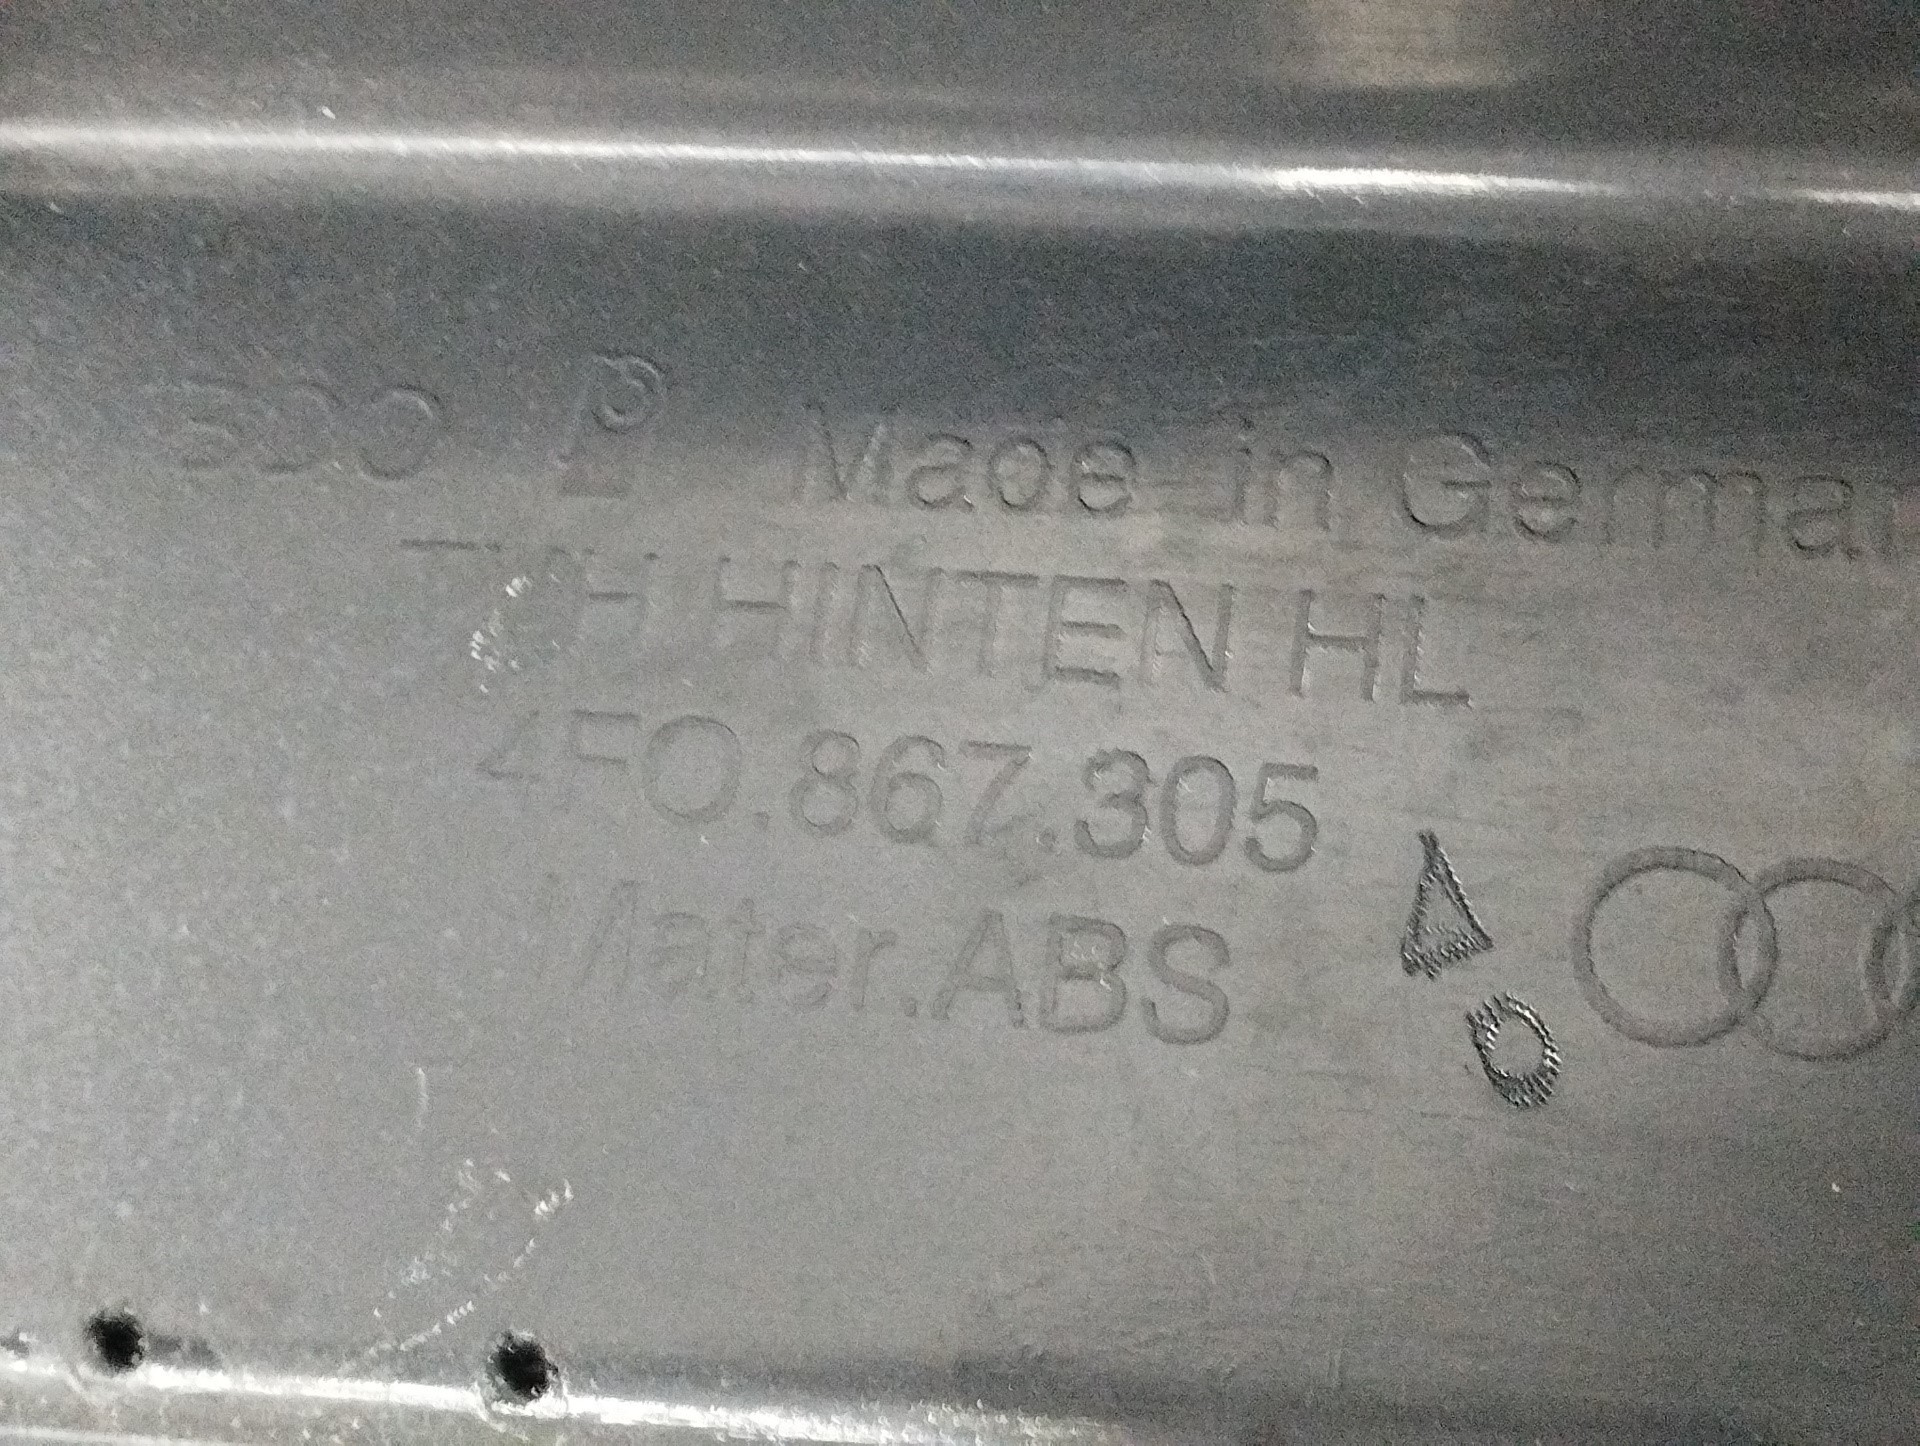 Made in German
HINTEN HL
4F0.867.305
Mater.ABS